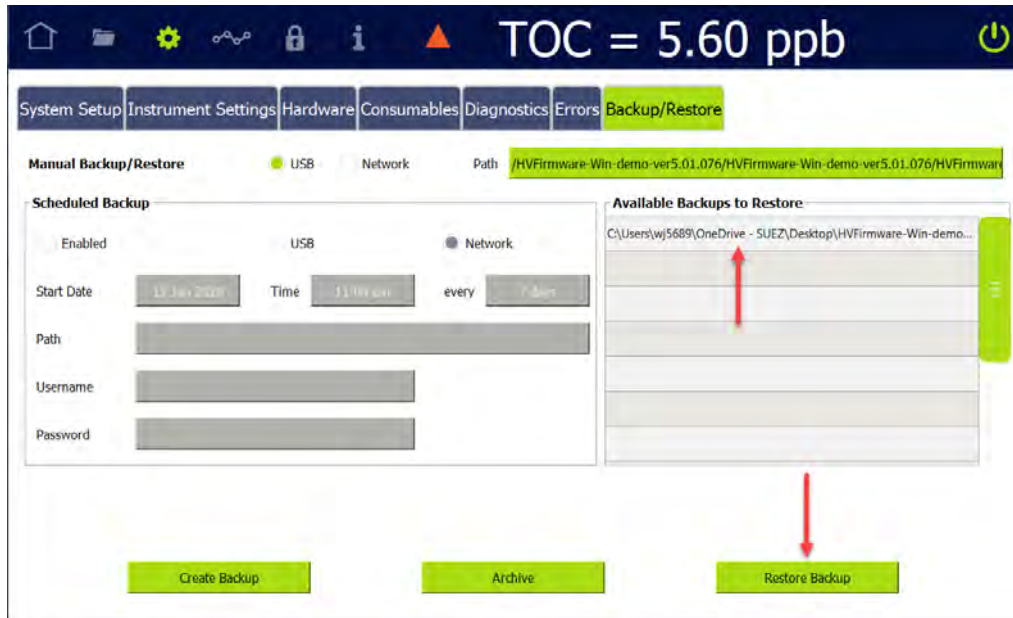 TOC = 5.60 ppb
System Setup Instrument Settings Hardware Consumables Diagnostics Errors Backup/Restore
Manual Backup/Restore USB Network Path /HVFirmware-Win-demo-ver5.01.076/HVFirmware-Win-demo-ver5.01.076/HVFirmware
Scheduled Backup
Available Backups to Restore
C:\Users\wj5689\OneDrive - SUEZ\Desktop\HVFirmware-Win-demo...
Enabled USB Network
Start Date Time every
Path
Username
Password
Create Backup Archive Restore Backup